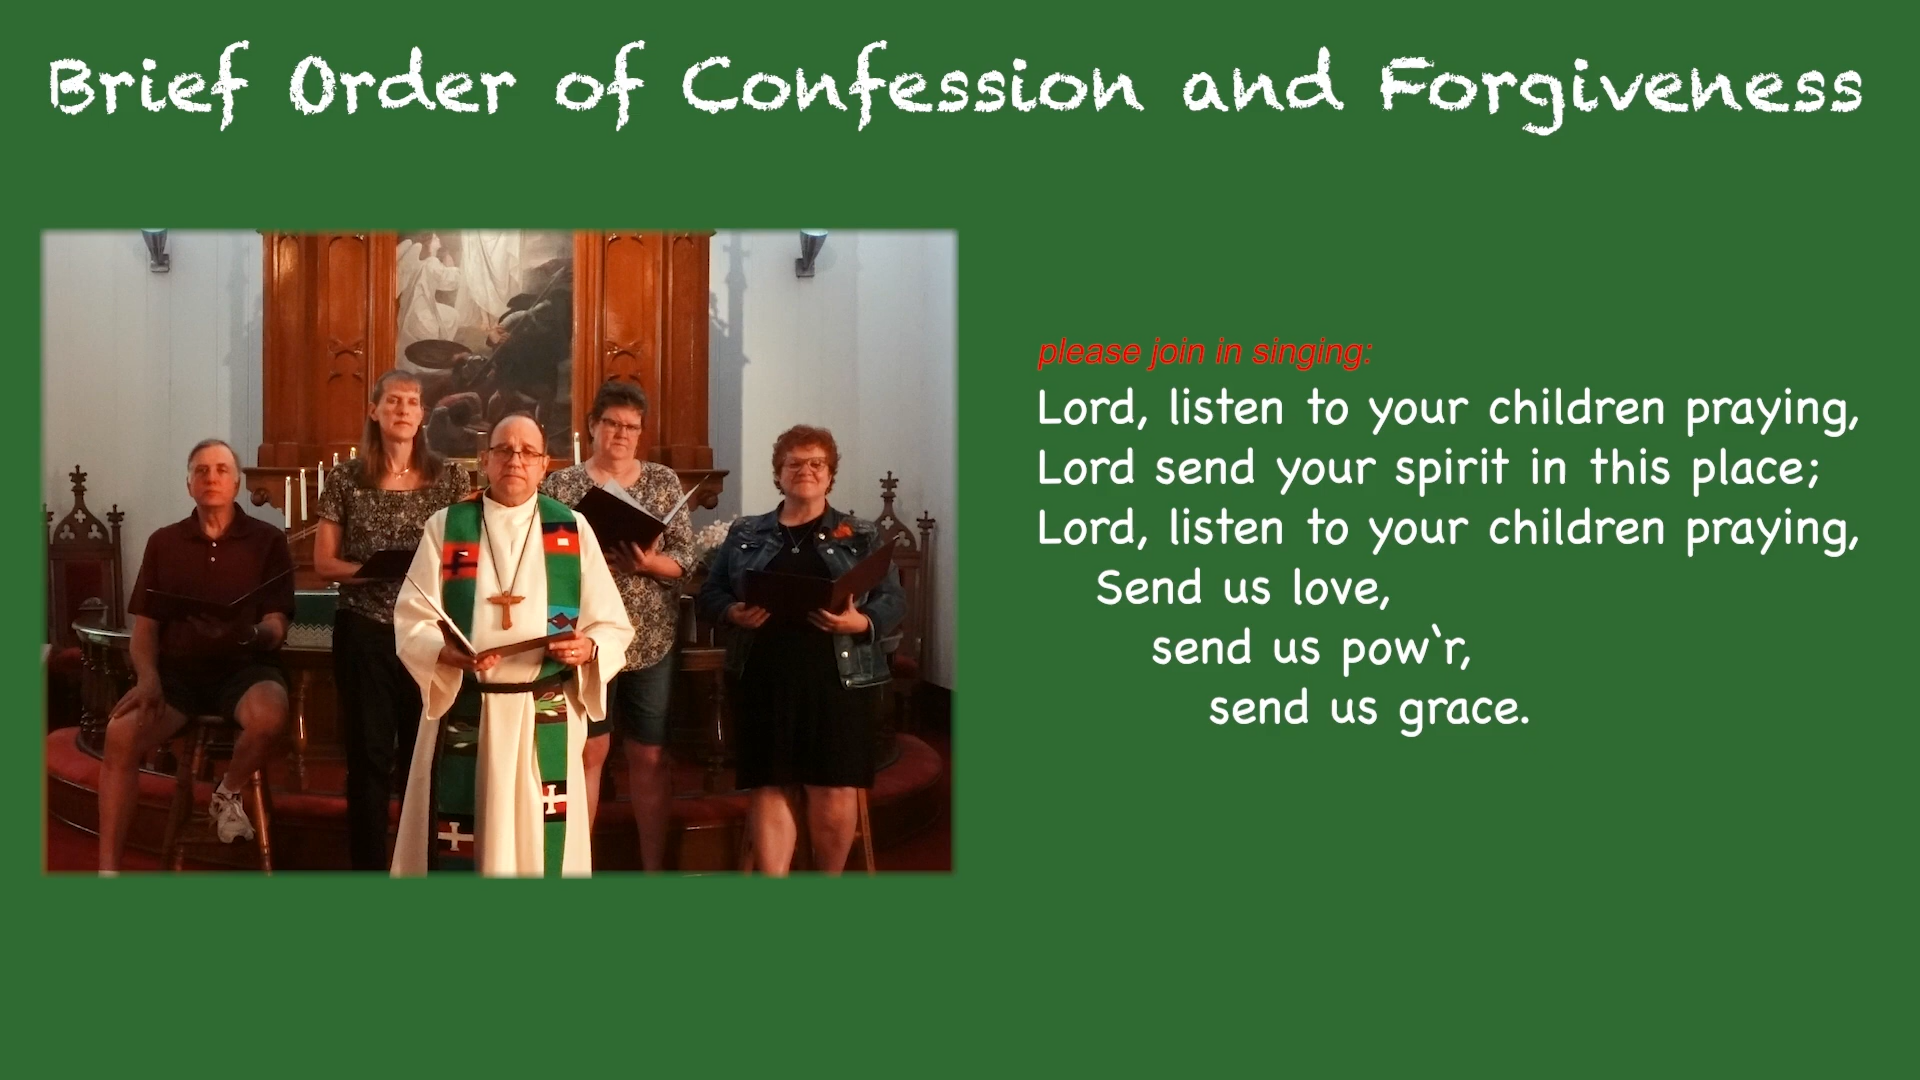 Brief Order of Confession and Forgiveness
please join in singing:
Lord, listen to your children praying,
Lord send your spirit in this place;
Lord, listen to your children praying,
Send us love,
send us pow`r,
send us grace.